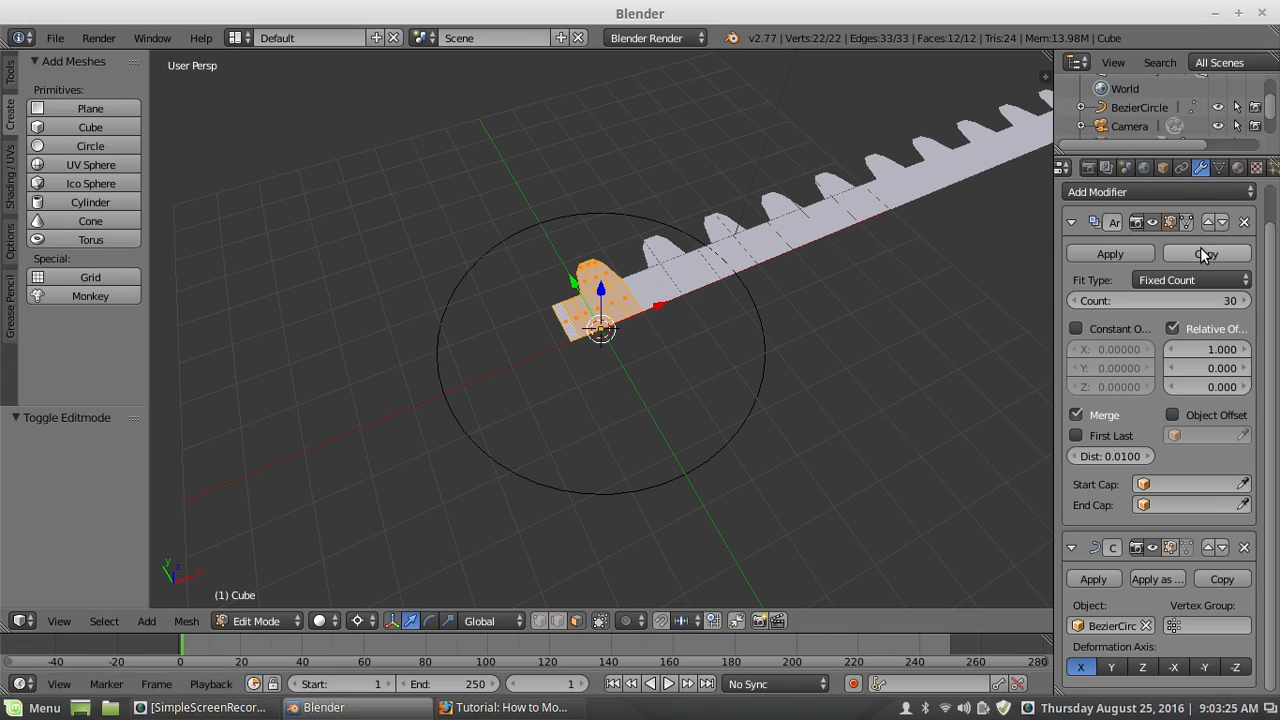 Blender
File Render Window Help Default Scene Blender Render v2.77 | Verts:22/22 | Edges:33/33 | Faces:12/12 | Tris:24 | Mem:13.98M | Cube
Tools
Create
Shading / UVs
Options
Grease Pencil
Add Meshes
Primitives:
Plane
Cube
Circle
UV Sphere
Ico Sphere
Cylinder
Cone
Torus
Special:
Grid
Monkey
Toggle Editmode
User Persp
(1) Cube
View Select Add Mesh Edit Mode Global
View Search All Scenes
World
BezierCircle
Camera
Add Modifier
Ar
Apply
Fit Type: Fixed Count
Count: 30
Constant O... Relative Of...
X: 0.00000 1.000
Y: 0.00000 0.000
Z: 0.00000 0.000
Merge Object Offset
First Last
Dist: 0.0100
Start Cap:
End Cap:
C
Apply Apply as ... Copy
Object: Vertex Group:
BezierCirc
Deformation Axis:
X Y Z -X -Y -Z
-40 -20 0 20 40 60 80 100 120 140 160 180 200 220 240 260 280
View Marker Frame Playback Start: 1 End: 250 1 No Sync
Menu [SimpleScreenRecor... Blender Tutorial: How to Mo... Thursday August 25, 2016 9:03:25 AM